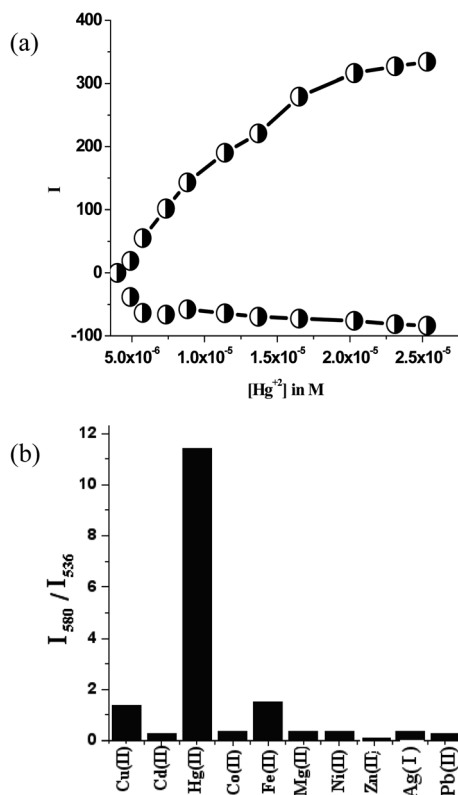 (a)
400
300
200
100
0
-100
I
5.0x10⁻⁶ 1.0x10⁻⁵ 1.5x10⁻⁵ 2.0x10⁻⁵ 2.5x10⁻⁵
[Hg⁺²] in M
(b)
12
10
8
6
4
2
0
I₅₈₀ / I₅₃₆
Cu(II)
Cd(II)
Hg(II)
Co(II)
Fe(II)
Mg(II)
Ni(II)
Zn(II)
Ag(I)
Pb(II)